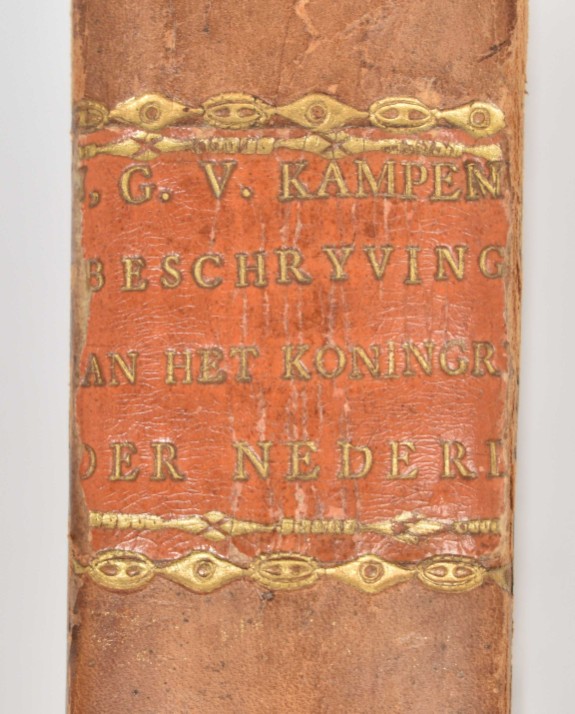 , G. V. KAMPEN
BESCHRYVING
AN HET KONINGR
DER NEDERL